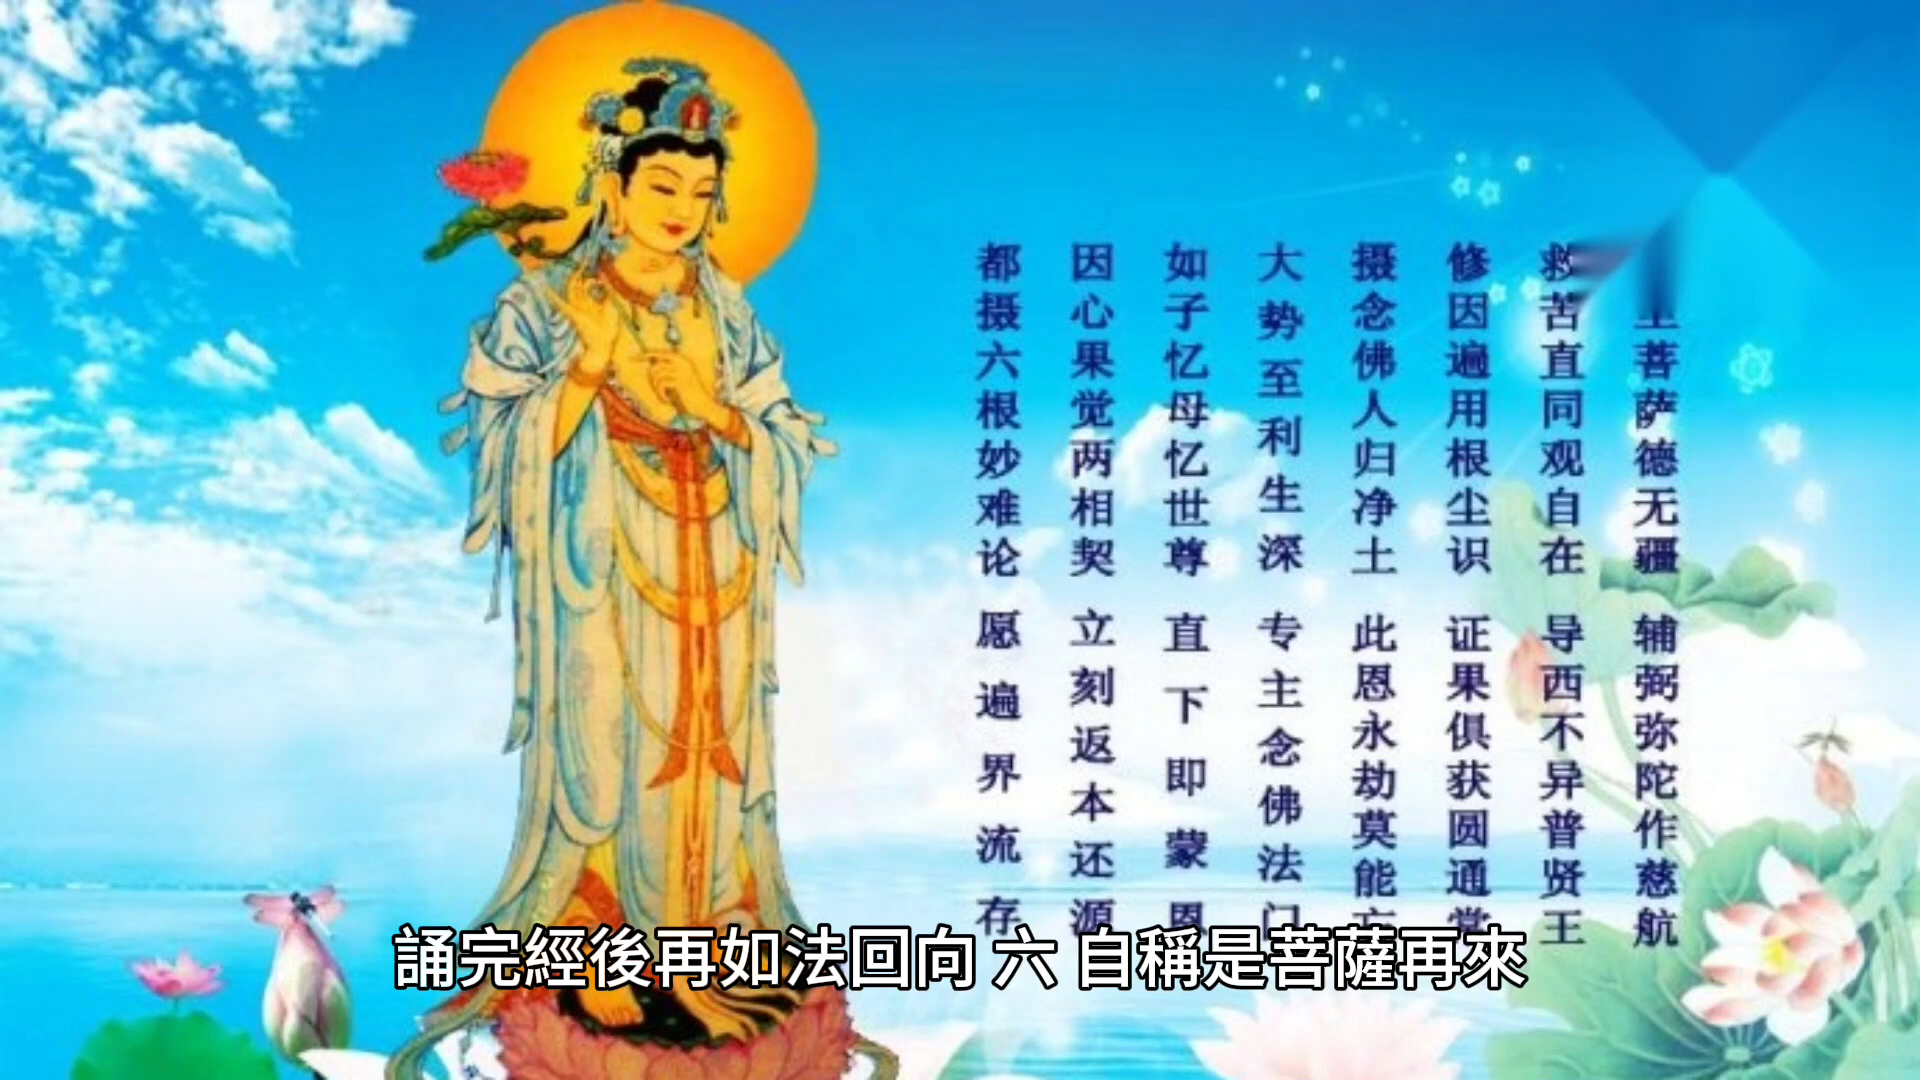 菩萨德无疆 辅弼弥陀作慈航
救苦直同观自在 导西不异普贤王
修因遍用根尘识 证果俱获圆通
摄念佛人归净土 此恩永劫莫能
大势至利生深 专主念佛法门
如子忆母忆世尊 直下即蒙恩
因心果觉两相契 立刻返本还源
都摄六根妙难论 愿遍界流存
誦完經後再如法回向 六 自稱是菩薩再來